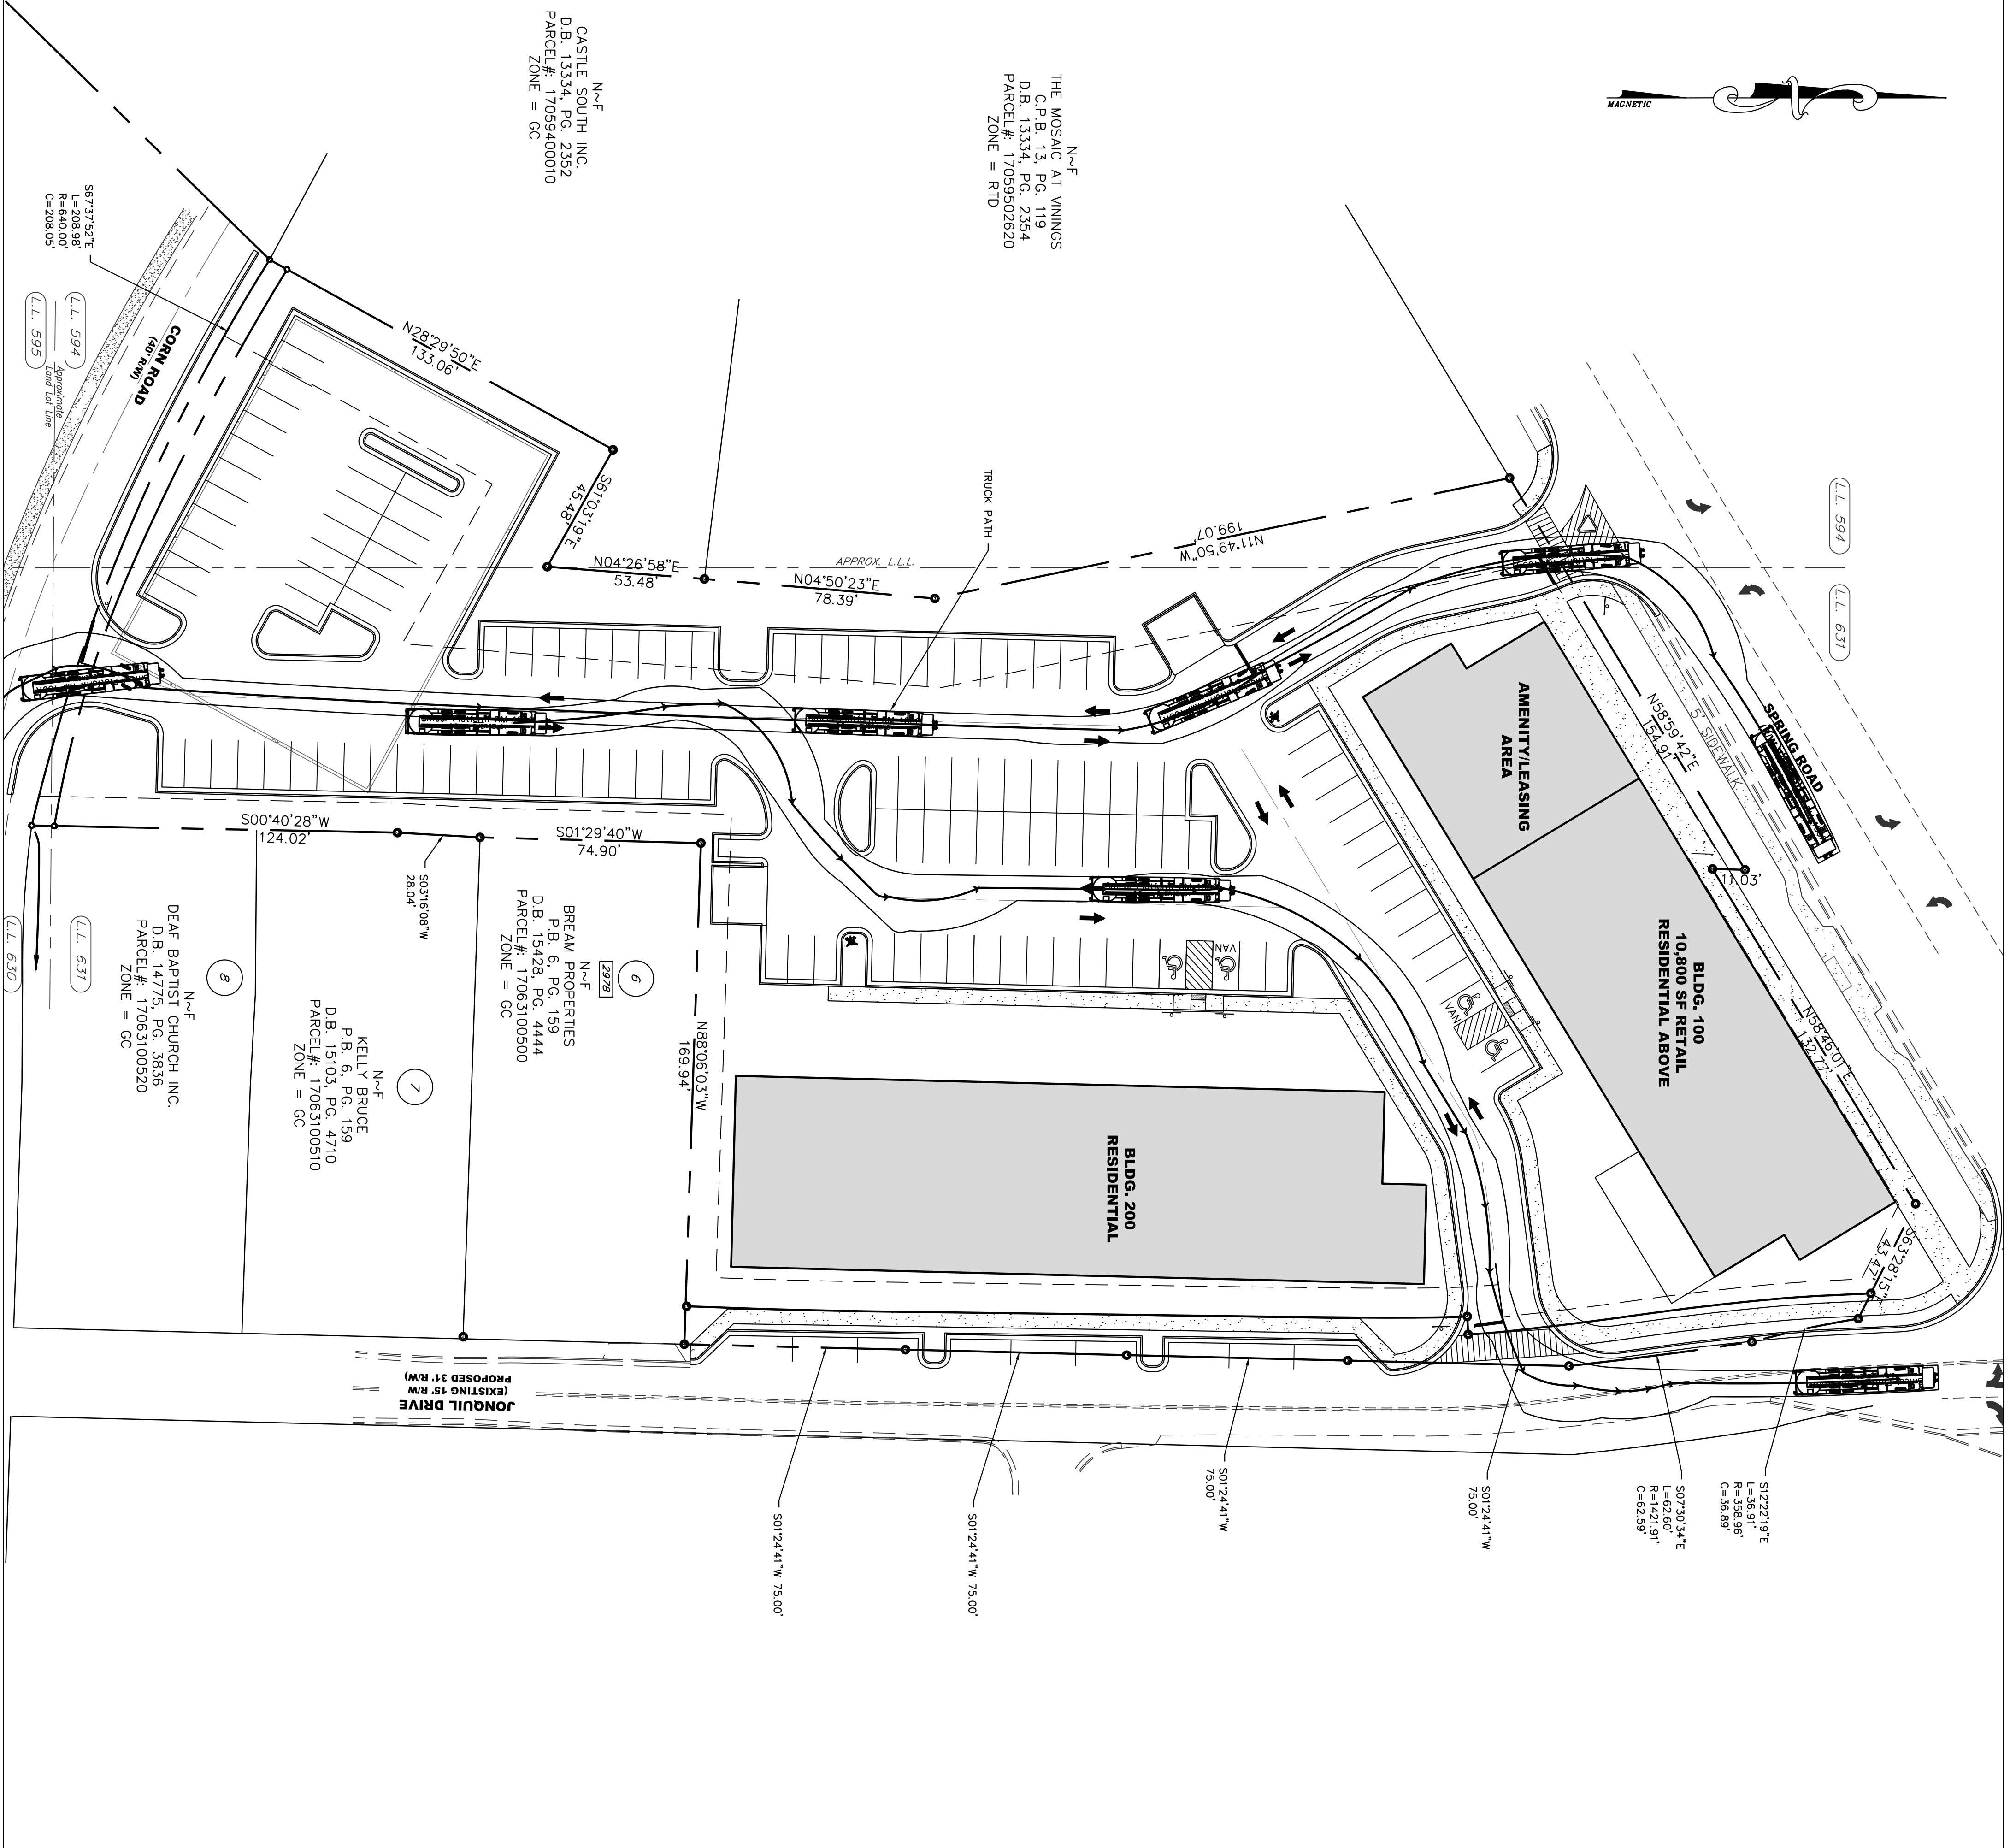 MAGNETIC
N~F
CASTLE SOUTH INC.
D.B. 13334, PG. 2352
PARCEL#: 17059400010
ZONE = GC
N~F
THE MOSAIC AT VININGS
C.P.B. 13, PG. 119
D.B. 13334, PG. 2354
PARCEL#: 17059502620
ZONE = RTD
S67°37'52"E
L=208.98'
R=640.00'
C=208.05'
L.L. 594
L.L. 595
Approximate
Land Lot Line
CORN ROAD
(40' R/W)
N28°29'50"E
133.06'
S61°03'19"E
45.48'
N04°26'58"E
53.48'
APPROX. L.L.L.
N04°50'23"E
78.39'
TRUCK PATH
N11°49'50"W
199.07'
L.L. 594
L.L. 631
SPRING ROAD
5' SIDEWALK
N58°59'42"E
154.91'
11.03'
AMENITY/LEASING
AREA
BLDG. 100
10,800 SF RETAIL
RESIDENTIAL ABOVE
N58°46'01"E
132.77'
S63°28'15"E
43.47'
VAN
VAN
BLDG. 200
RESIDENTIAL
S00°40'28"W
124.02'
S03°16'08"W
28.04'
S01°29'40"W
74.90'
N88°06'03"W
169.94'
6
2978
N~F
BREAM PROPERTIES
P.B. 6, PG. 159
D.B. 15428, PG. 4444
PARCEL#: 17063100500
ZONE = GC
7
N~F
KELLY BRUCE
P.B. 6, PG. 159
D.B. 15103, PG. 4710
PARCEL#: 17063100510
ZONE = GC
8
N~F
DEAF BAPTIST CHURCH INC.
D.B. 14775, PG. 3836
PARCEL#: 17063100520
ZONE = GC
L.L. 631
L.L. 630
JONQUIL DRIVE
(EXISTING 15' R/W
PROPOSED 31' R/W)
S01°24'41"W 75.00'
S01°24'41"W 75.00'
S01°24'41"W
75.00'
S01°24'41"W
75.00'
S07°30'34"E
L=62.60'
R=1421.91'
C=62.59'
S12°22'19"E
L=36.91'
R=358.96'
C=36.89'